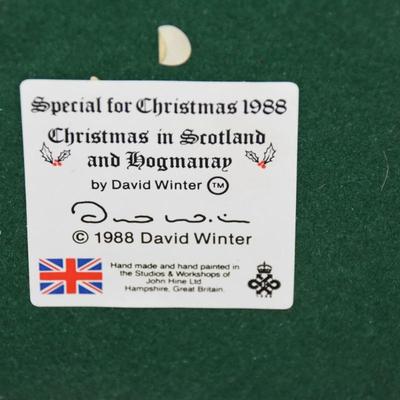 Special for Christmas 1988
Christmas in Scotland
and Hogmanay
by David Winter TM
© 1988 David Winter
Hand made and hand painted in
the Studios & Workshops of
John Hine Ltd
Hampshire, Great Britain.